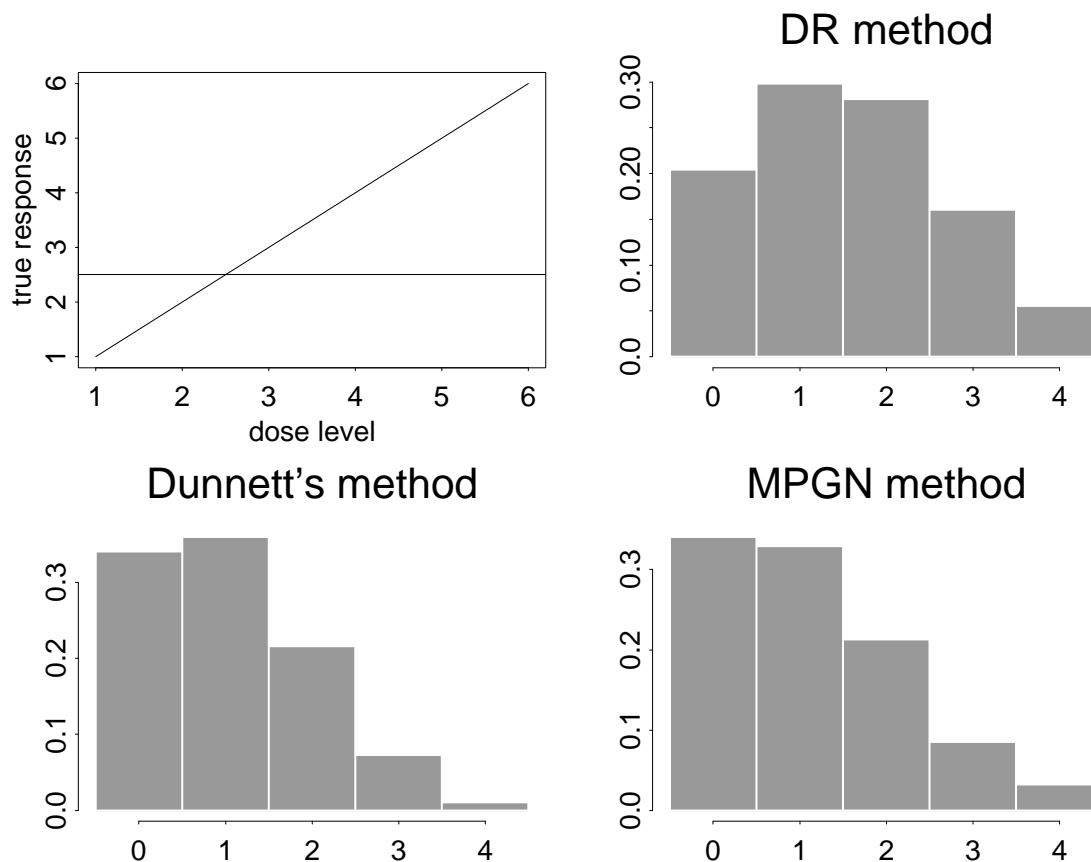 DR method
6
5
4
3
2
1
true response
1 2 3 4 5 6
dose level
0.30
0.20
0.10
0.0
0 1 2 3 4
Dunnett's method
0.3
0.2
0.1
0.0
0 1 2 3 4
MPGN method
0.3
0.2
0.1
0.0
0 1 2 3 4